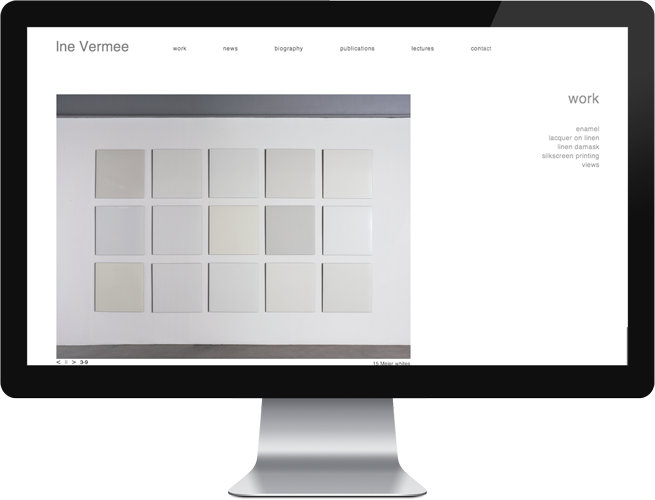 Ine Vermee
work news biography publications lectures contact
work
enamel
lacquer on linen
linen damask
silkscreen printing
views
< // > 3-9
15 Meier whites